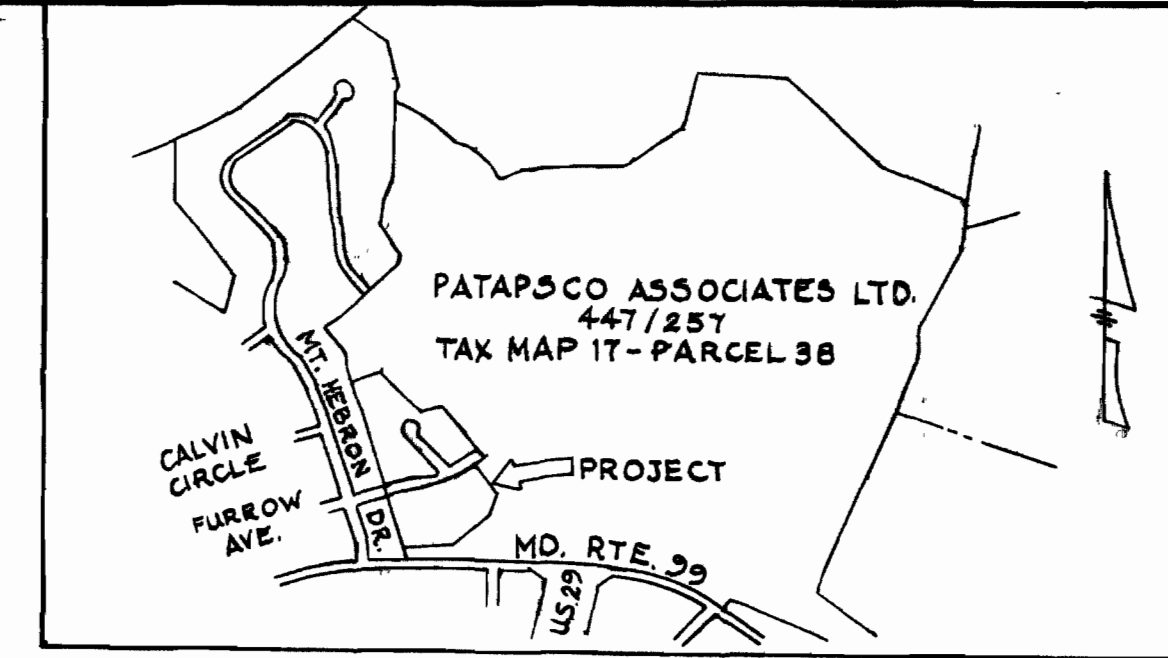 PATAPSCO ASSOCIATES LTD.
447/257
TAX MAP 17-PARCEL 38
MT. HEBRON DR.
CALVIN
CIRCLE
FURROW
AVE.
PROJECT
MD. RTE. 99
U.S. 29